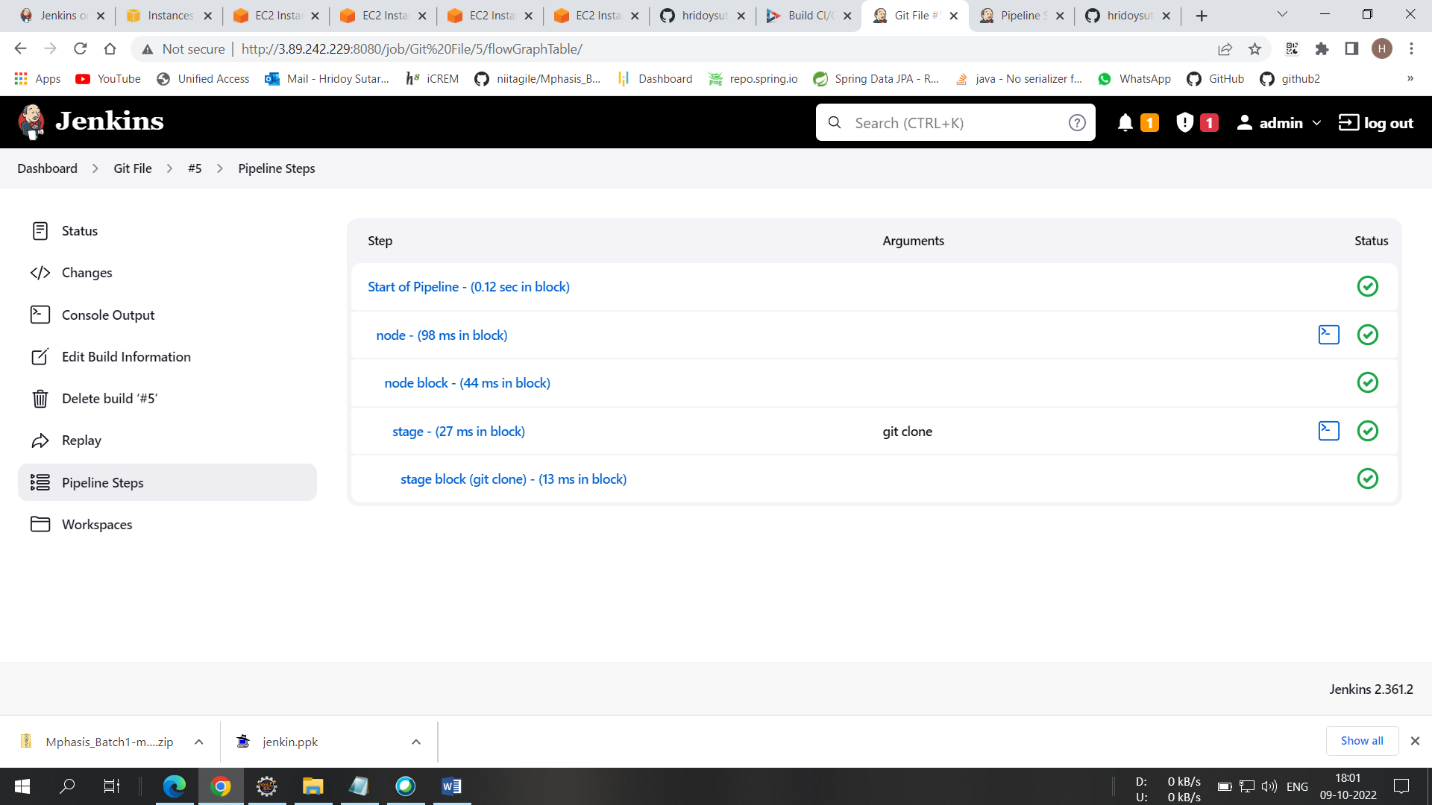 Jenkins on
Instances
EC2 Insta
EC2 Insta
EC2 Insta
EC2 Insta
hridoysut
Build CI/C
Git File #5
Pipeline S
hridoysut
Not secure | http://3.89.242.229:8080/job/Git%20File/5/flowGraphTable/
H
Apps YouTube Unified Access Mail - Hridoy Sutar... iCREM niitagile/Mphasis_B... Dashboard repo.spring.io Spring Data JPA - R... java - No serializer f... WhatsApp GitHub github2 »
Jenkins Search (CTRL+K) ? 1 1 admin log out
Dashboard > Git File > #5 > Pipeline Steps
Status
Changes
Console Output
Edit Build Information
Delete build ‘#5’
Replay
Pipeline Steps
Workspaces
Step Arguments Status
Start of Pipeline - (0.12 sec in block)
node - (98 ms in block)
node block - (44 ms in block)
stage - (27 ms in block) git clone
stage block (git clone) - (13 ms in block)
Jenkins 2.361.2
Mphasis_Batch1-m....zip
jenkin.ppk
Show all
D: 0 kB/s
U: 0 kB/s
ENG
18:01
09-10-2022